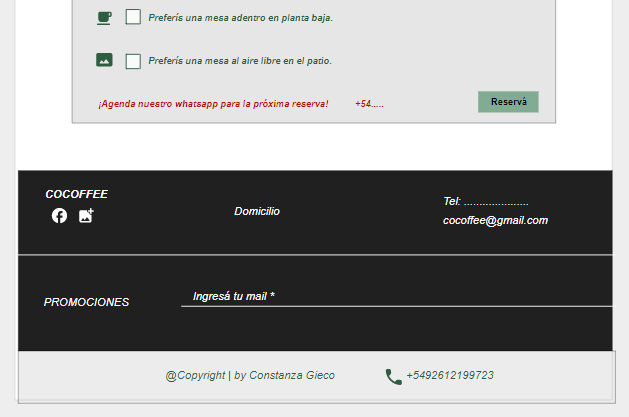 Preferís una mesa adentro en planta baja.
Preferís una mesa al aire libre en el patio.
¡Agenda nuestro whatsapp para la próxima reserva! +54.....
Reservá
COCOFFEE
Domicilio
Tel: .....................
cocoffee@gmail.com
PROMOCIONES
Ingresá tu mail *
@Copyright | by Constanza Gieco
+5492612199723